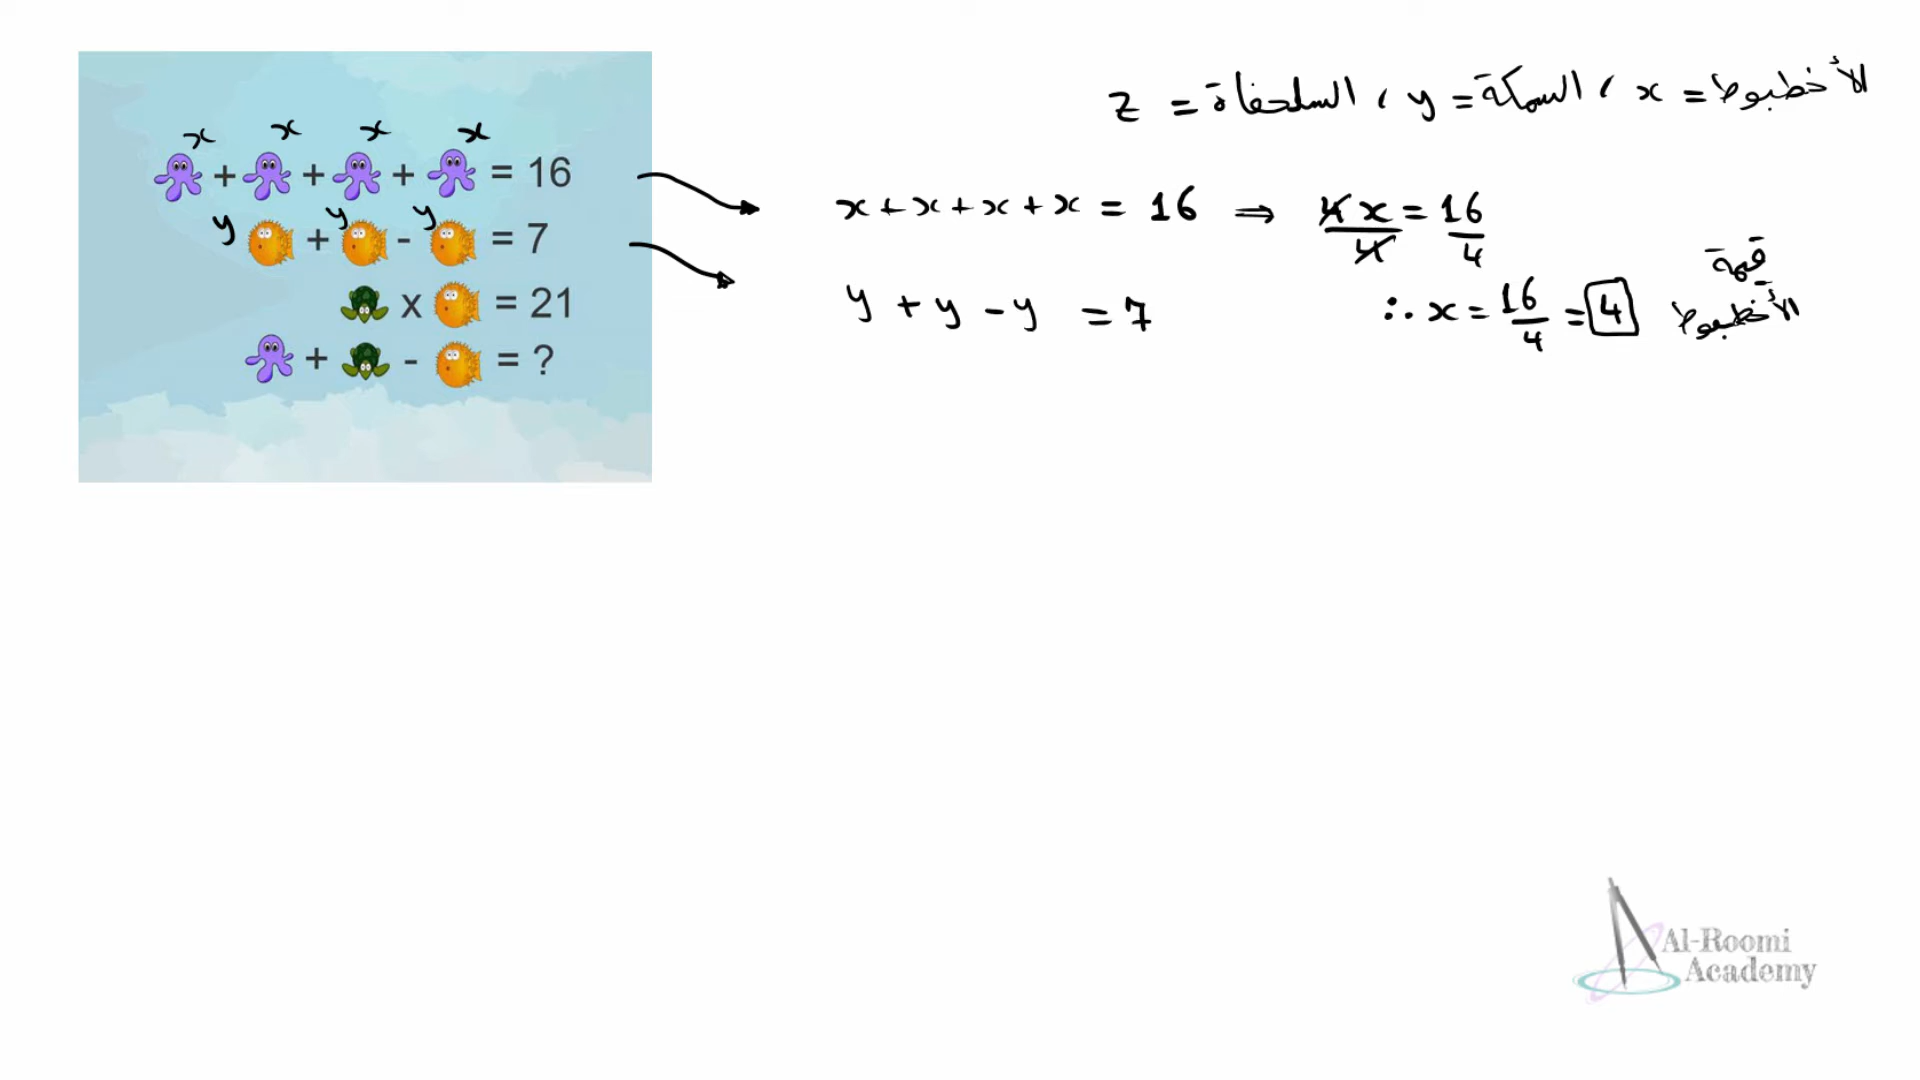 الأخطبوط = x ، السمكة = y ، السلحفاة = z
x x x x
+ + + = 16
y y y
+ - = 7
x = 21
+ - = ?
x + x + x + x = 16 ⇒ 4x/4 = 16/4
y + y - y = 7
∴ x = 16/4 = 4
قيمة
الأخطبوط
Al-Roomi
Academy